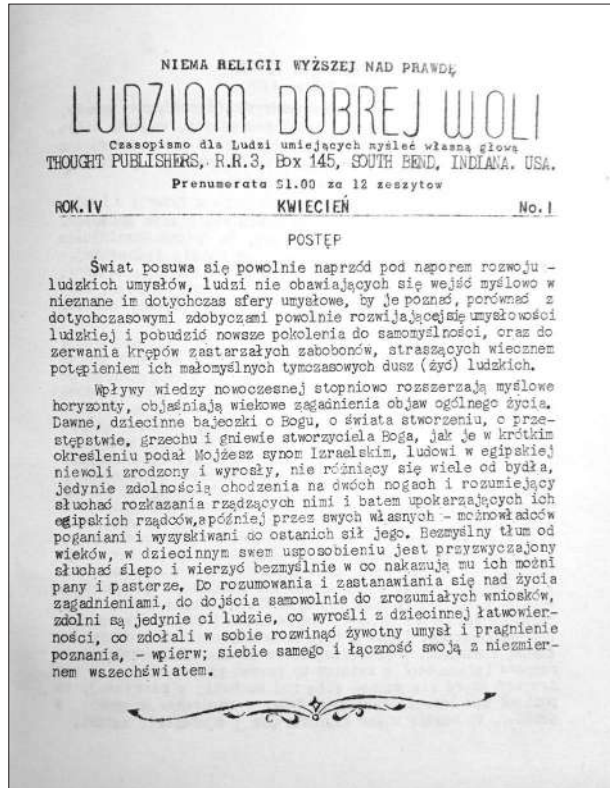 NIEMA RELIGII WYŻSZEJ NAD PRAWDĘ
LUDZIOM DOBREJ WOLI
Czasopismo dla Ludzi umiejących myśleć własną głową
THOUGHT PUBLISHERS, R.R.3, Box 145, SOUTH BEND, INDIANA. USA.
Prenumerata $1.00 za 12 zeszytow
ROK.IV KWIECIEŃ No.I
POSTĘP
Świat posuwa się powolnie naprzód pod naporem rozwoju -
ludzkich umysłów, ludzi nie obawiających się wejść myślowo w
nieznane im dotychczas sfery umysłowe, by je poznać, porównać z
dotychczasowymi zdobyczami powolnie rozwijającej się umysłowości
ludzkiej i pobudzić nowsze pokolenia do samomyślności, oraz do
zerwania krępów zastarzałych zabobonów, straszących wiecznem
potępieniem ich małomyślnych tymczasowych dusz (żyć) ludzkich.
Wpływy wiedzy nowoczesnej stopniowo rozszerzają myślowe
horyzonty, objaśniają wiekowe zagadnienia objaw ogólnego życia.
Dawne, dziecinne bajeczki o Bogu, o świata stworzeniu, o prze-
stępstwie, grzechu i gniewie stworzyciela Boga, jak je w krótkim
określeniu podał Mojżesz synom Izraelskim, ludowi w egipskiej
niewoli zrodzony i wyrosły, nie różniący się wiele od bydła,
jedynie zdolnością chodzenia na dwóch nogach i rozumiejący
słuchać rozkazania rządzących nimi i batem upokarzających ich
egipskich rządców, a później przez swych własnych - możnowładców
poganiani i wyzyskiwani do ostanich sił jego. Bezmyślny tłum od
wieków, w dziecinnym swem usposobieniu jest przyzwyczajony
słuchać ślepo i wierzyć bezmyślnie w co nakazują mu ich możni
pany i pasterze. Do rozumowania i zastanawiania się nad życia
zagadnieniami, do dojścia samowolnie do zrozumiałych wniosków,
zdolni są jedynie ci ludzie, co wyrośli z dziecinnej łatwowier-
ności, co zdołali w sobie rozwinąć żywotny umysł i pragnienie
poznania, - wpierw; siebie samego i łączność swoją z niezmier-
nem wszechświatem.